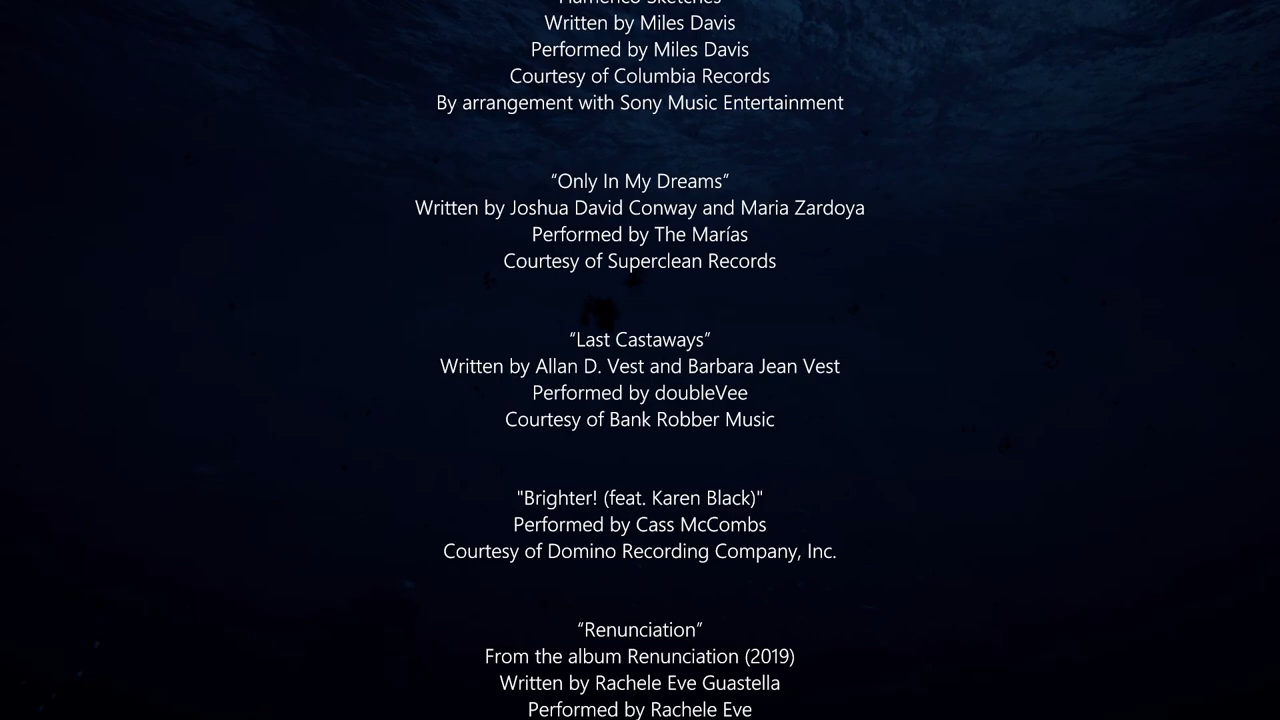 Flamenco Sketches
Written by Miles Davis
Performed by Miles Davis
Courtesy of Columbia Records
By arrangement with Sony Music Entertainment
“Only In My Dreams”
Written by Joshua David Conway and Maria Zardoya
Performed by The Marías
Courtesy of Superclean Records
“Last Castaways”
Written by Allan D. Vest and Barbara Jean Vest
Performed by doubleVee
Courtesy of Bank Robber Music
"Brighter! (feat. Karen Black)"
Performed by Cass McCombs
Courtesy of Domino Recording Company, Inc.
“Renunciation”
From the album Renunciation (2019)
Written by Rachele Eve Guastella
Performed by Rachele Eve